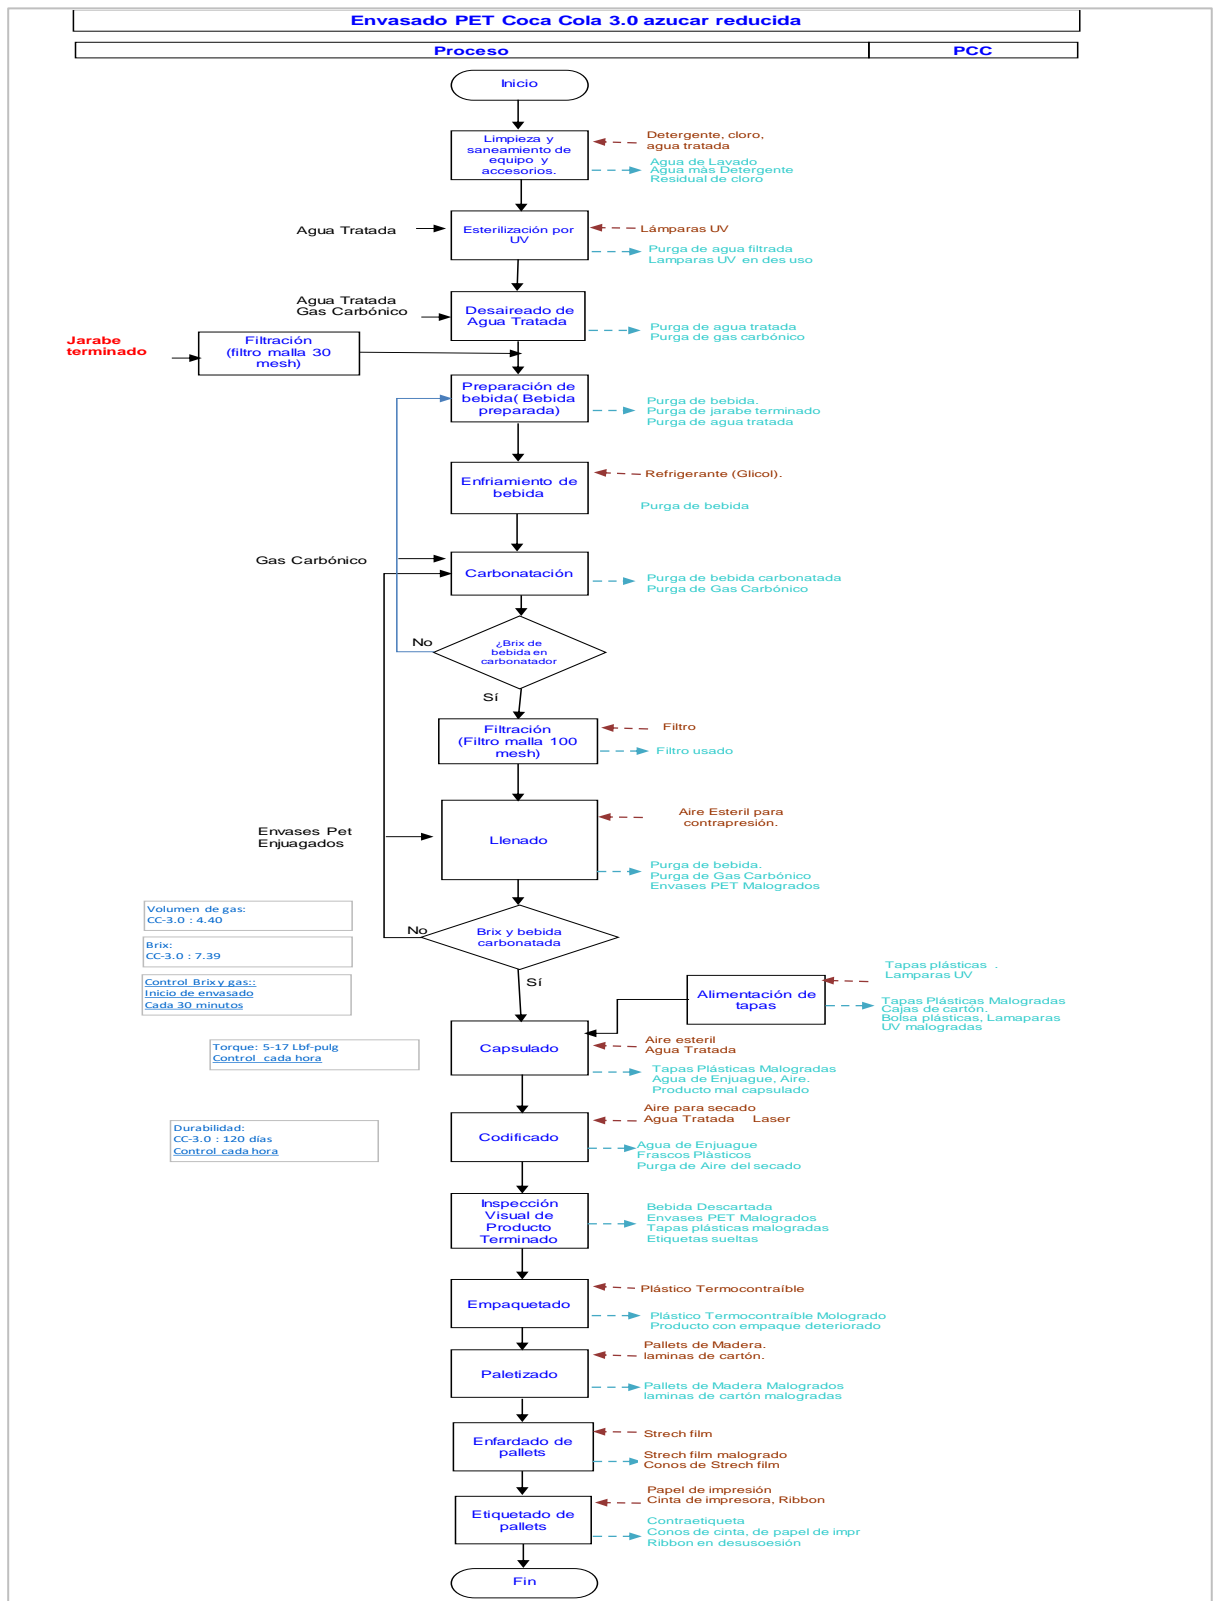 Envasado PET Coca Cola 3.0 azucar reducida
Proceso
PCC
Inicio
Limpieza y
saneamiento de
equipo y
accesorios.
Detergente, cloro,
agua tratada
Agua de Lavado
Agua màs Detergente
Residual de cloro
Agua Tratada
Esterilización por
UV
Lámparas UV
Purga de agua filtrada
Lamparas UV en des uso
Agua Tratada
Gas Carbónico
Desaireado de
Agua Tratada
Purga de agua tratada
Purga de gas carbónico
Jarabe
terminado
Filtración
(filtro malla 30
mesh)
Preparación de
bebida( Bebida
preparada)
Purga de bebida.
Purga de jarabe terminado
Purga de agua tratada
Enfriamiento de
bebida
Refrigerante (Glicol).
Purga de bebida
Gas Carbónico
Carbonatación
Purga de bebida carbonatada
Purga de Gas Carbónico
No
¿Brix de
bebida en
carbonatador
Sí
Filtración
(Filtro malla 100
mesh)
Filtro
Filtro usado
Envases Pet
Enjuagados
Llenado
Aire Esteril para
contrapresión.
Purga de bebida.
Purga de Gas Carbónico
Envases PET Malogrados
Volumen de gas:
CC-3.0 : 4.40
Brix:
CC-3.0 : 7.39
Control Brix y gas::
Inicio de envasado
Cada 30 minutos
No
Brix y bebida
carbonatada
Sí
Alimentación de
tapas
Tapas plásticas .
Lamparas UV
Tapas Plásticas Malogradas
Cajas de cartón.
Bolsa plásticas, Lamaparas
UV malogradas
Torque: 5-17 Lbf-pulg
Control cada hora
Capsulado
Aire esteril
Agua Tratada
Tapas Plásticas Malogradas
Agua de Enjuague, Aire.
Producto mal capsulado
Durabilidad:
CC-3.0 : 120 días
Control cada hora
Codificado
Aire para secado
Agua Tratada Laser
Agua de Enjuague
Frascos Plàsticos
Purga de Aire del secado
Inspección
Visual de
Producto
Terminado
Bebida Descartada
Envases PET Malogrados
Tapas plásticas malogradas
Etiquetas sueltas
Empaquetado
Plástico Termocontraíble
Plástico Termocontraíble Mologrado
Producto con empaque deteriorado
Paletizado
Pallets de Madera.
laminas de cartón.
Pallets de Madera Malogrados
laminas de cartón malogradas
Enfardado de
pallets
Strech film
Strech film malogrado
Conos de Strech film
Etiquetado de
pallets
Papel de impresión
Cinta de impresora, Ribbon
Contraetiqueta
Conos de cinta, de papel de impr
Ribbon en desusoesión
Fin